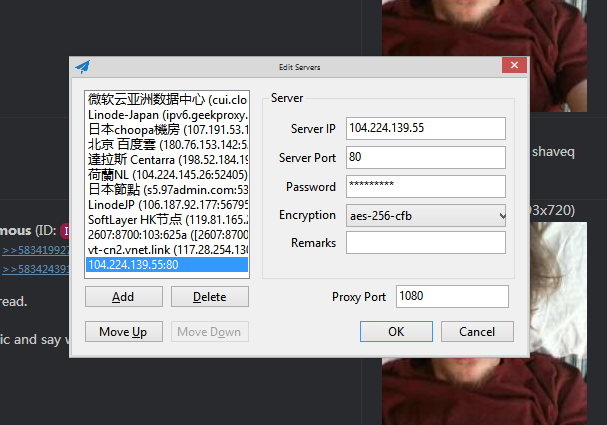 Edit Servers
微软云亚洲数据中心 (cui.clo
Linode-Japan (ipv6.geekproxy.
日本choopa機房 (107.191.53.1
北京 百度雲 (180.76.153.142:5
達拉斯 Centarra (198.52.184.19
荷蘭NL (104.224.145.26:52405)
日本節點 (s5.97admin.com:53
LinodeJP (106.187.92.177:56795
SoftLayer HK节点 (119.81.165.2
2607:8700:103:625a ([2607:8700
vt-cn2.vnet.link (117.28.254.130
104.224.139.55:80
Server
Server IP 104.224.139.55
Server Port 80
Password *********
Encryption aes-256-cfb
Remarks
Proxy Port 1080
Add Delete
Move Up Move Down
OK Cancel
shaveq
93x720)
mous (ID:
>>58341992
>>58342439
read.
ic and say w